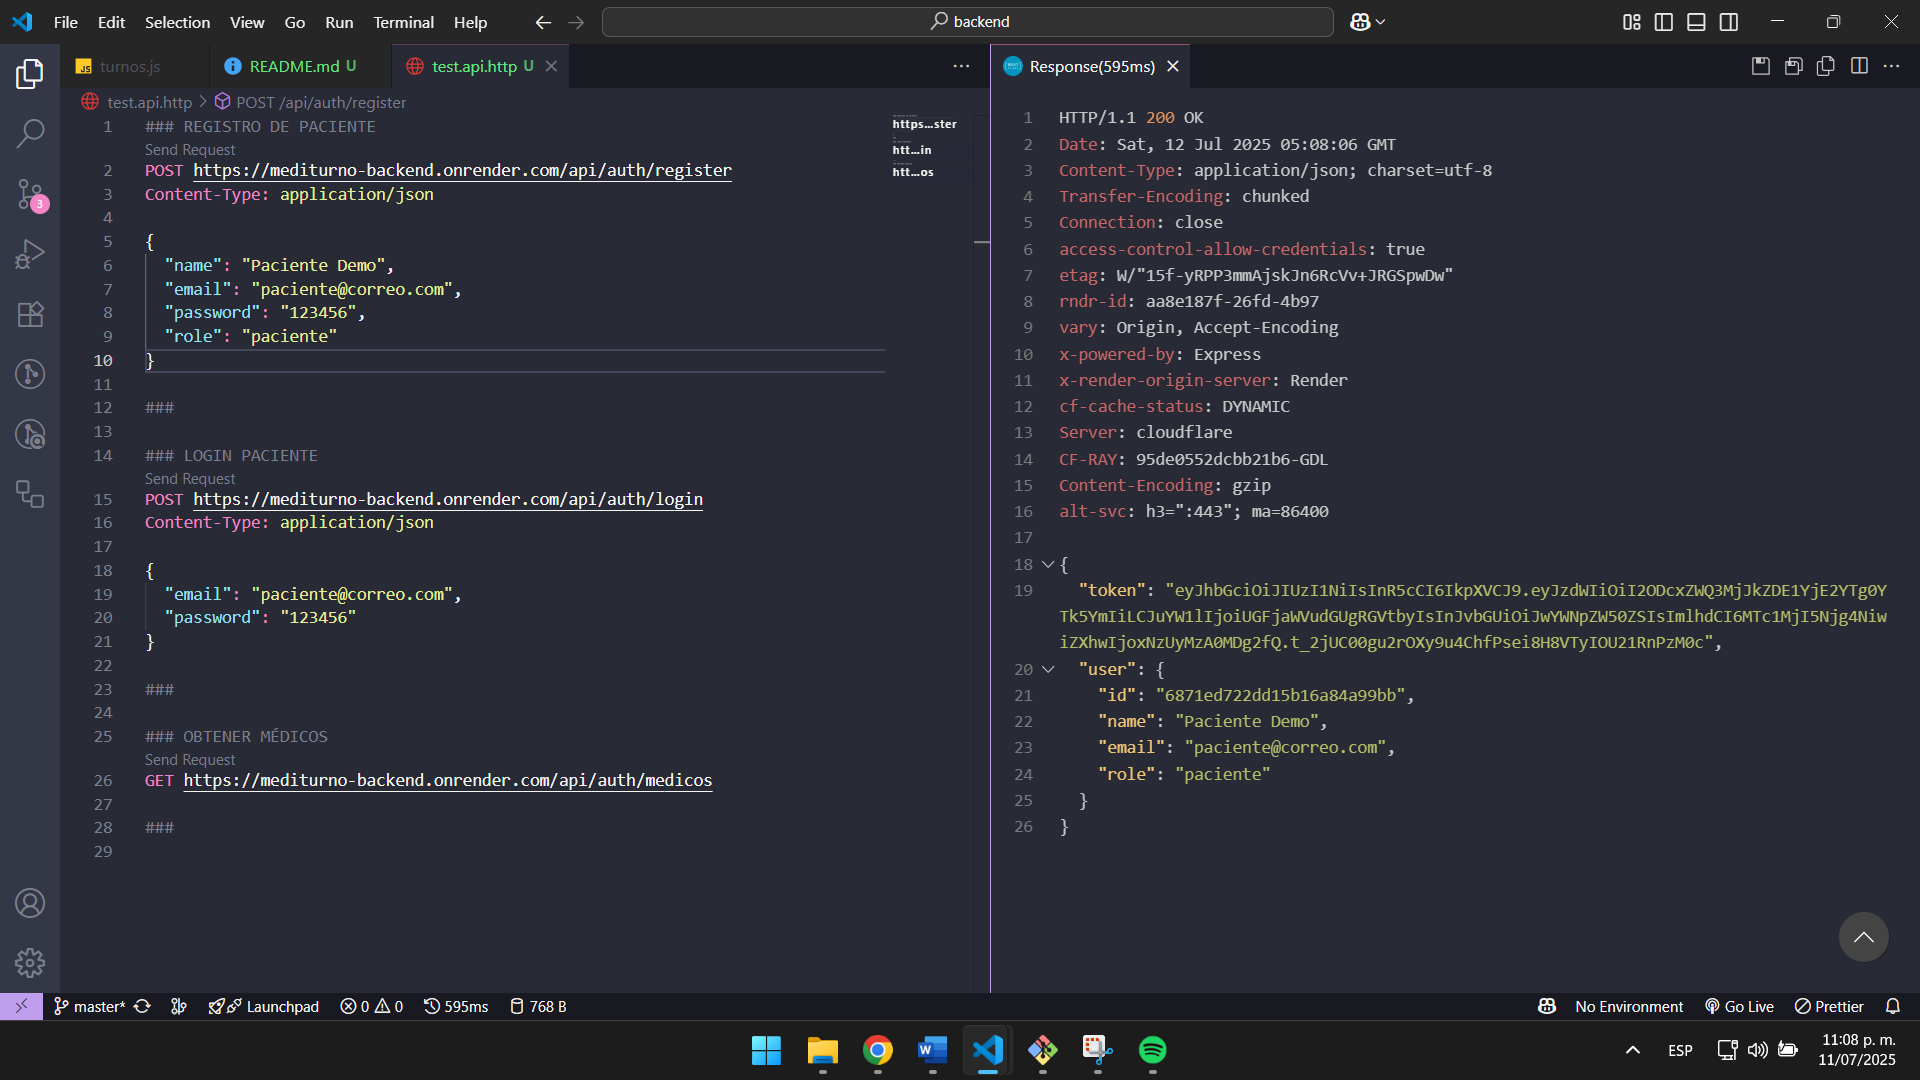 File Edit Selection View Go Run Terminal Help
backend
turnos.js
README.md U
test.api.http U
test.api.http > POST /api/auth/register
1 ### REGISTRO DE PACIENTE
Send Request
2 POST https://mediturno-backend.onrender.com/api/auth/register
3 Content-Type: application/json
4
5 {
6 "name": "Paciente Demo",
7 "email": "paciente@correo.com",
8 "password": "123456",
9 "role": "paciente"
10 }
11
12 ###
13
14 ### LOGIN PACIENTE
Send Request
15 POST https://mediturno-backend.onrender.com/api/auth/login
16 Content-Type: application/json
17
18 {
19 "email": "paciente@correo.com",
20 "password": "123456"
21 }
22
23 ###
24
25 ### OBTENER MÉDICOS
Send Request
26 GET https://mediturno-backend.onrender.com/api/auth/medicos
27
28 ###
29
https...ster
htt...in
htt...os
Response(595ms)
1 HTTP/1.1 200 OK
2 Date: Sat, 12 Jul 2025 05:08:06 GMT
3 Content-Type: application/json; charset=utf-8
4 Transfer-Encoding: chunked
5 Connection: close
6 access-control-allow-credentials: true
7 etag: W/"15f-yRPP3mmAjskJn6RcVv+JRGSpwDw"
8 rndr-id: aa8e187f-26fd-4b97
9 vary: Origin, Accept-Encoding
10 x-powered-by: Express
11 x-render-origin-server: Render
12 cf-cache-status: DYNAMIC
13 Server: cloudflare
14 CF-RAY: 95de0552dcbb21b6-GDL
15 Content-Encoding: gzip
16 alt-svc: h3=":443"; ma=86400
17
18 {
19 "token": "eyJhbGciOiJIUzI1NiIsInR5cCI6IkpXVCJ9.eyJzdWIiOiI2ODcxZWQ3MjJkZDE1YjE2YTg0Y
Tk5YmIiLCJuYW1lIjoiUGFjaWVudGUgRGVtbyIsInJvbGUiOiJwYWNpZW50ZSIsImlhdCI6MTc1MjI5Njg4Niw
iZXhwIjoxNzUyMzA0MDg2fQ.t_2jUC00gu2rOXy9u4ChfPsei8H8VTyIOU21RnPzM0c",
20 "user": {
21 "id": "6871ed722dd15b16a84a99bb",
22 "name": "Paciente Demo",
23 "email": "paciente@correo.com",
24 "role": "paciente"
25 }
26 }
3
master* Launchpad 0 0 595ms 768 B
No Environment Go Live Prettier
ESP
11:08 p. m.
11/07/2025